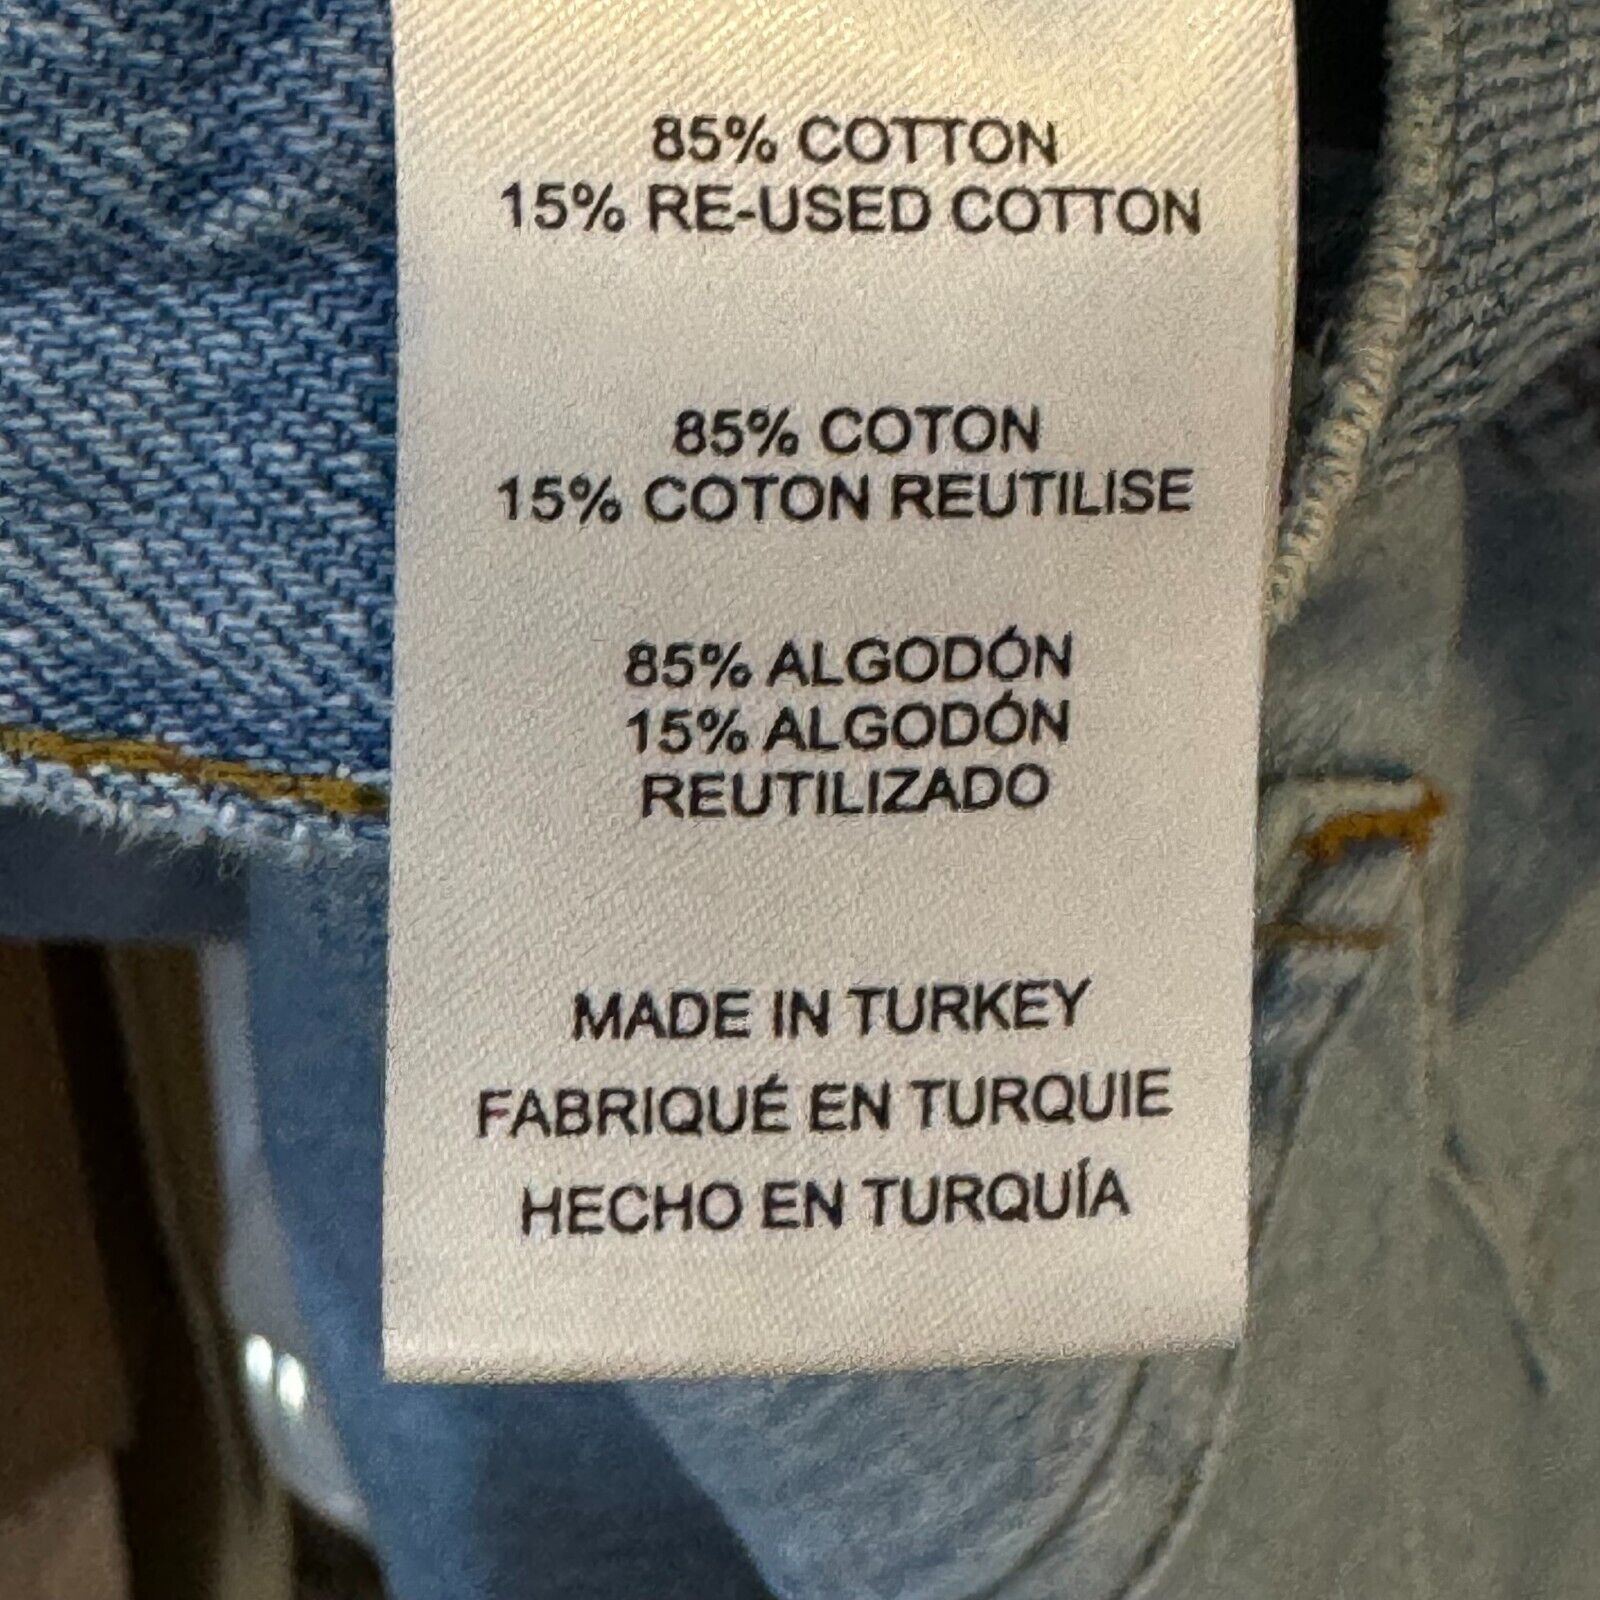 85% COTTON
15% RE-USED COTTON
85% COTON
15% COTON REUTILISE
85% ALGODÓN
15% ALGODÓN
REUTILIZADO
MADE IN TURKEY
FABRIQUÉ EN TURQUIE
HECHO EN TURQUÍA